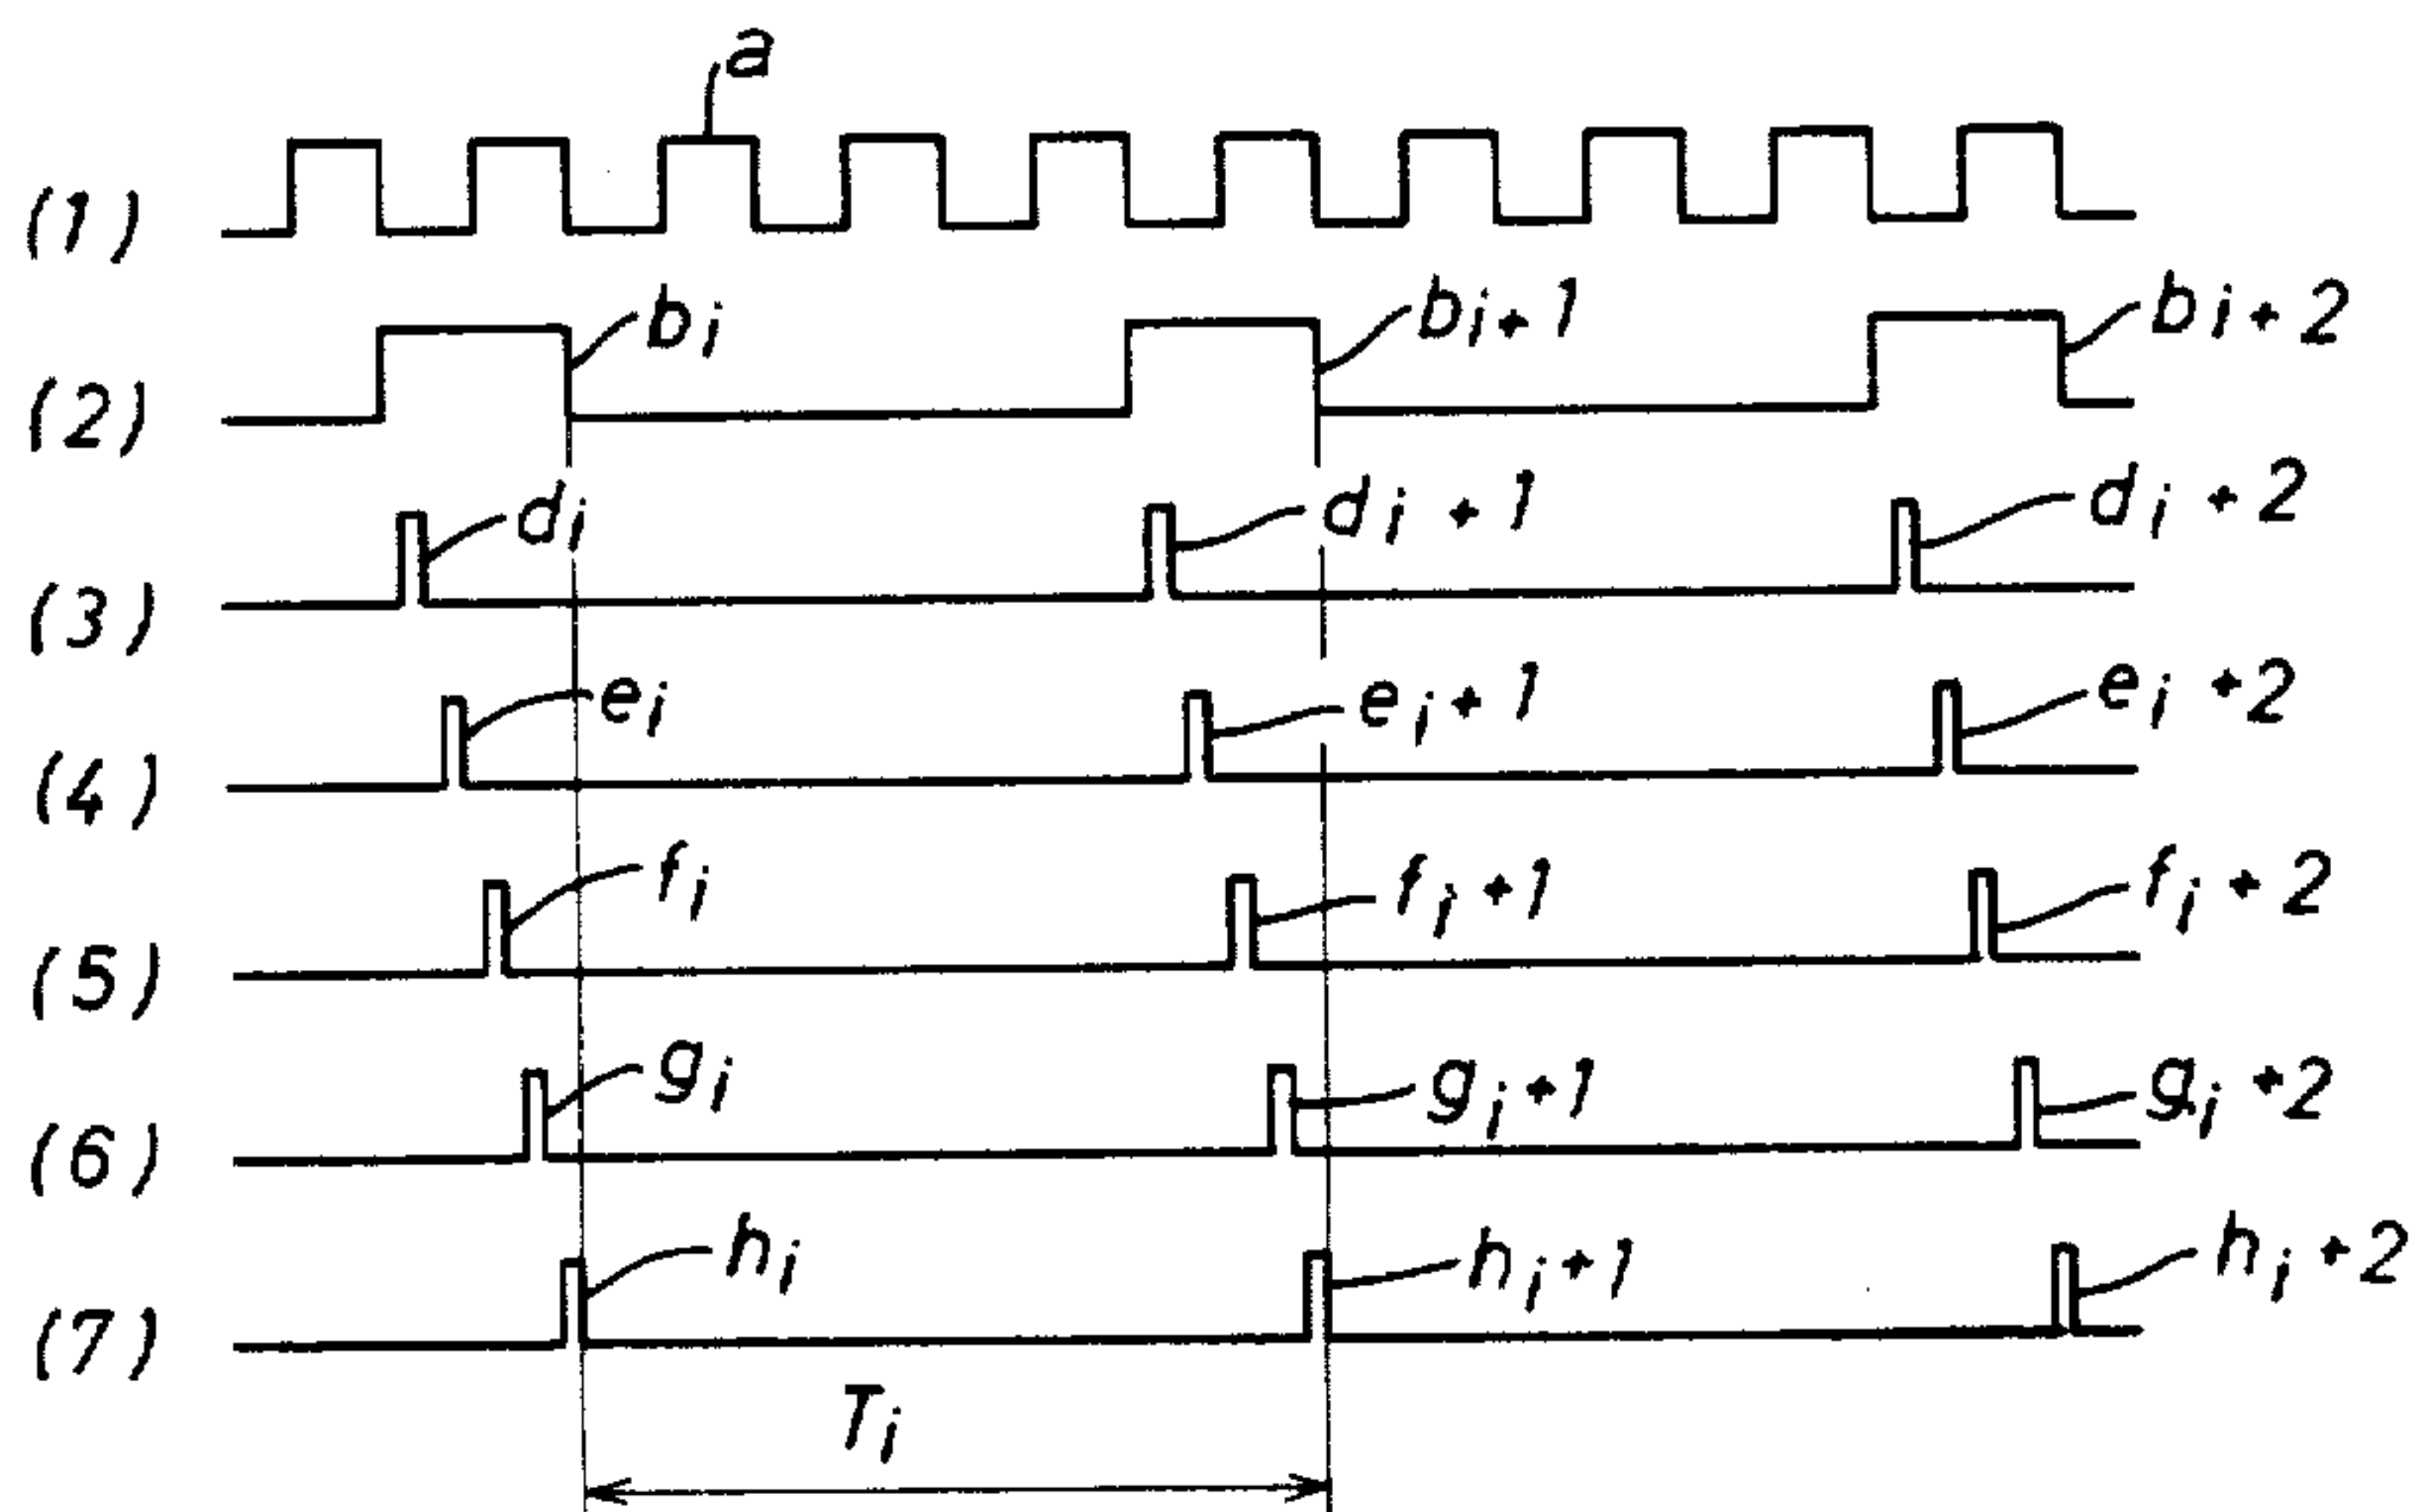 a
(1)
bi bi+1 bi+2
(2)
di di+1 di+2
(3)
ei ei+1 ei+2
(4)
fi fi+1 fi+2
(5)
gi gi+1 gi+2
(6)
hi hi+1 hi+2
(7)
Ti